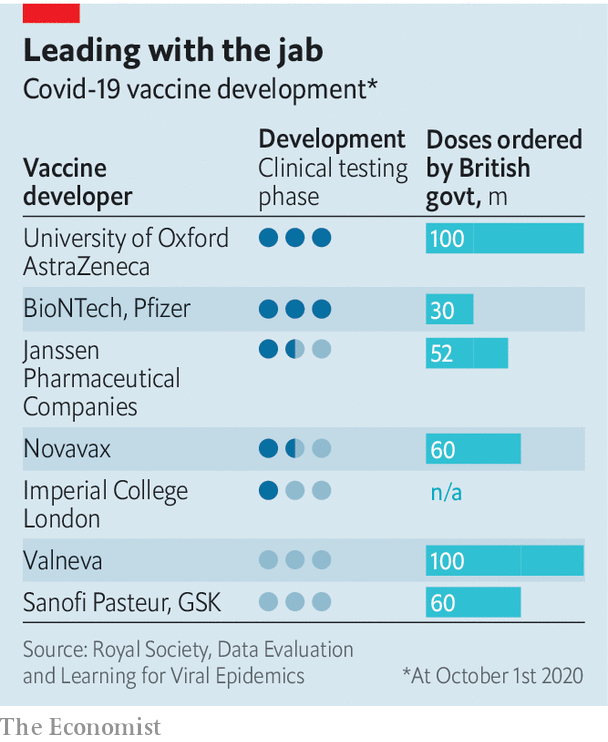 Leading with the jab
Covid-19 vaccine development*
Vaccine
developer
Development
Clinical testing
phase
Doses ordered
by British
govt, m
University of Oxford
AstraZeneca
100
BioNTech, Pfizer
30
Janssen
Pharmaceutical
Companies
52
Novavax
60
Imperial College
London
n/a
Valneva
100
Sanofi Pasteur, GSK
60
Source: Royal Society, Data Evaluation
and Learning for Viral Epidemics
*At October 1st 2020
The Economist